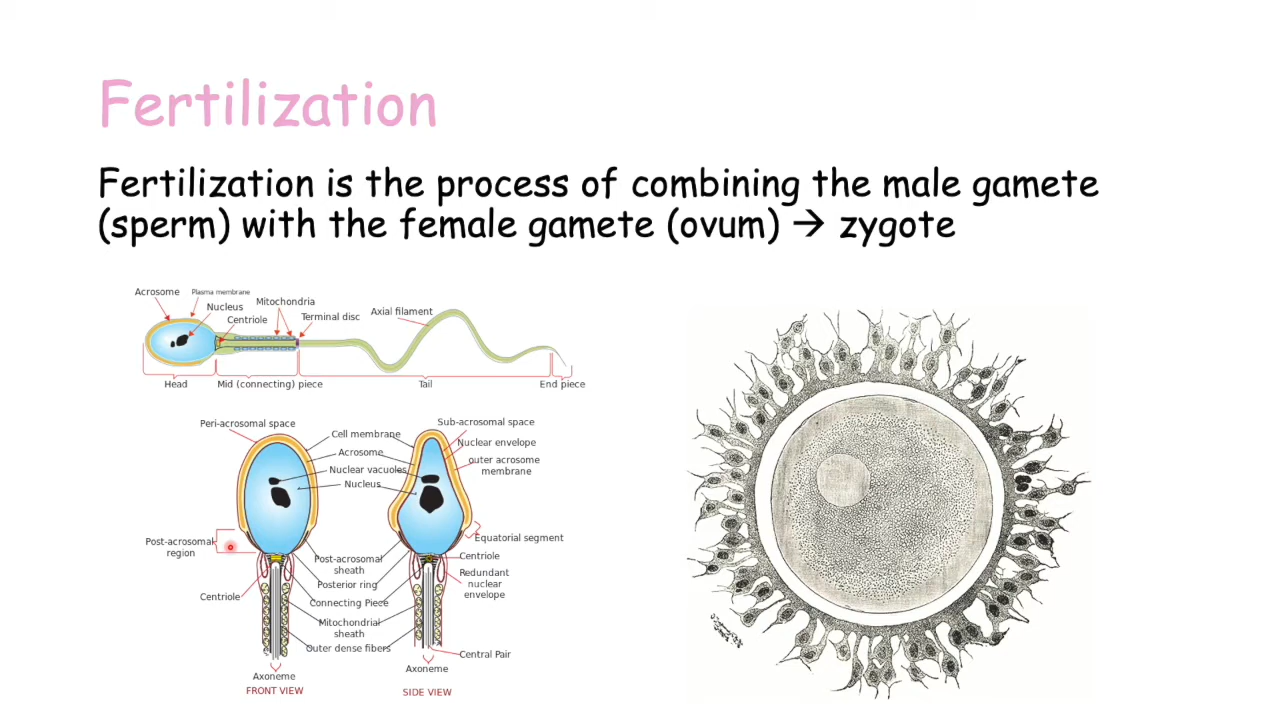 Fertilization
Fertilization is the process of combining the male gamete
(sperm) with the female gamete (ovum) → zygote
Acrosome
Plasma membrane
Nucleus
Mitochondria
Centriole
Terminal disc
Axial filament
Head
Mid (connecting) piece
Tail
End piece
Peri-acrosomal space
Cell membrane
Acrosome
Nuclear vacuoles
Nucleus
Sub-acrosomal space
Nuclear envelope
outer acrosome
membrane
Post-acrosomal
region
Equatorial segment
Post-acrosomal
sheath
Posterior ring
Connecting Piece
Mitochondrial
sheath
Outer dense fibers
Centriole
Centriole
Redundant
nuclear
envelope
Central Pair
Axoneme
FRONT VIEW
Axoneme
SIDE VIEW